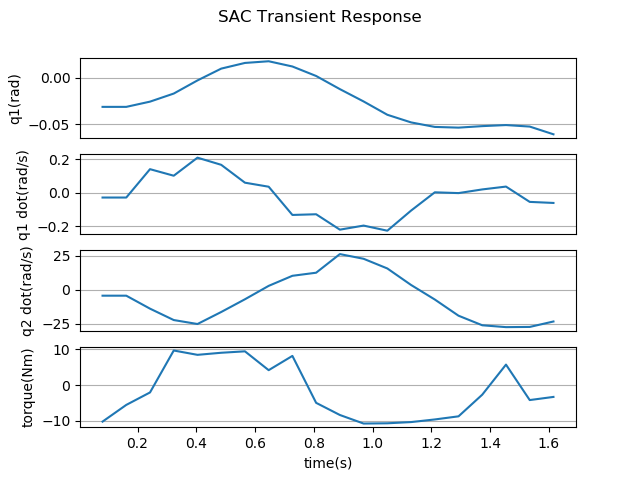 SAC Transient Response
q1(rad)
0.00
−0.05
q1 dot(rad/s)
0.2
0.0
−0.2
q2 dot(rad/s)
25
0
−25
torque(Nm)
10
0
−10
0.2 0.4 0.6 0.8 1.0 1.2 1.4 1.6
time(s)